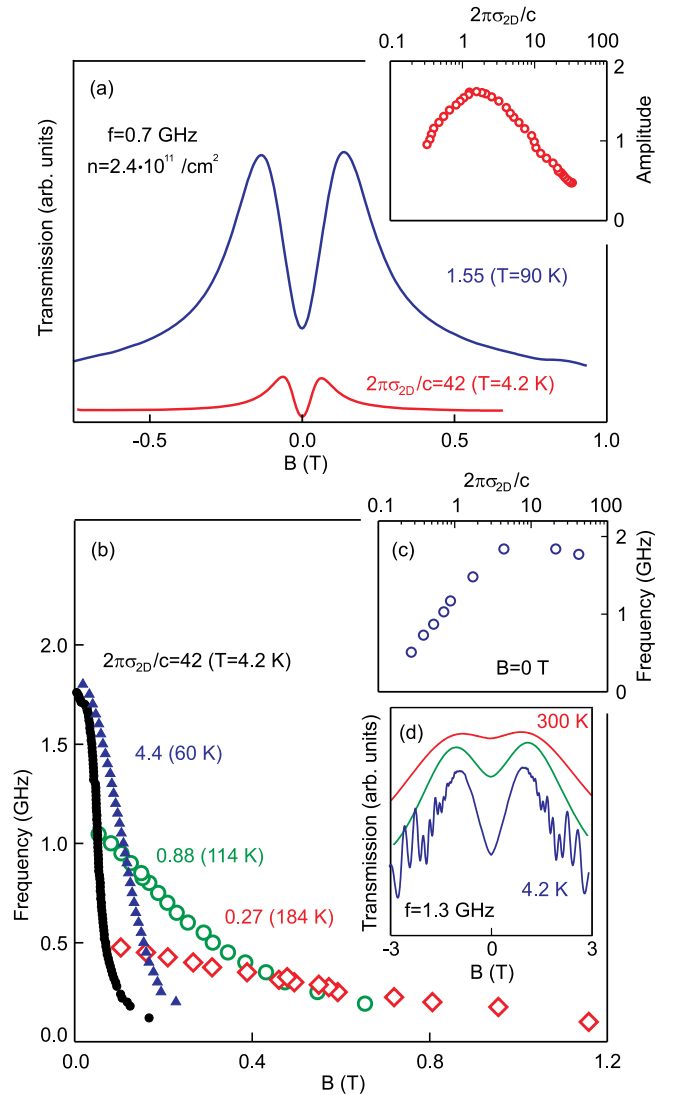 2πσ2D/c
0.1 1 10 100
(a)
f=0.7 GHz
n=2.4•10^11 /cm^2
2
1
0
Amplitude
Transmission (arb. units)
1.55 (T=90 K)
2πσ2D/c=42 (T=4.2 K)
-0.5 0.0 0.5 1.0
B (T)
2πσ2D/c
0.1 1 10 100
(b)
(c)
2
1
0
Frequency (GHz)
B=0 T
2.0
1.5
1.0
0.5
0.0
Frequency (GHz)
2πσ2D/c=42 (T=4.2 K)
4.4 (60 K)
0.88 (114 K)
0.27 (184 K)
(d)
300 K
4.2 K
f=1.3 GHz
Transmission (arb. units)
-3 0 3
B (T)
0.0 0.4 0.8 1.2
B (T)